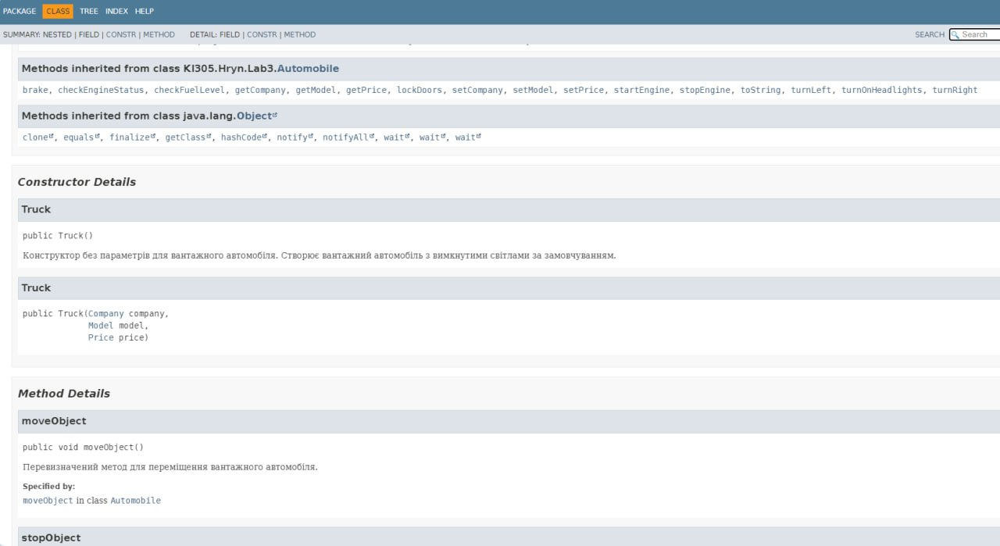 PACKAGE CLASS TREE INDEX HELP
SUMMARY: NESTED | FIELD | CONSTR | METHOD DETAIL: FIELD | CONSTR | METHOD SEARCH Search
Methods inherited from class KI305.Hryn.Lab3.Automobile
brake, checkEngineStatus, checkFuelLevel, getCompany, getModel, getPrice, lockDoors, setCompany, setModel, setPrice, startEngine, stopEngine, toString, turnLeft, turnOnHeadlights, turnRight
Methods inherited from class java.lang.Object
clone, equals, finalize, getClass, hashCode, notify, notifyAll, wait, wait, wait
Constructor Details
Truck
public Truck()
Конструктор без параметрів для вантажного автомобіля. Створює вантажний автомобіль з вимкнутими світлами за замовчуванням.
Truck
public Truck(Company company,
Model model,
Price price)
Method Details
moveObject
public void moveObject()
Перевизначений метод для переміщення вантажного автомобіля.
Specified by:
moveObject in class Automobile
stopObject